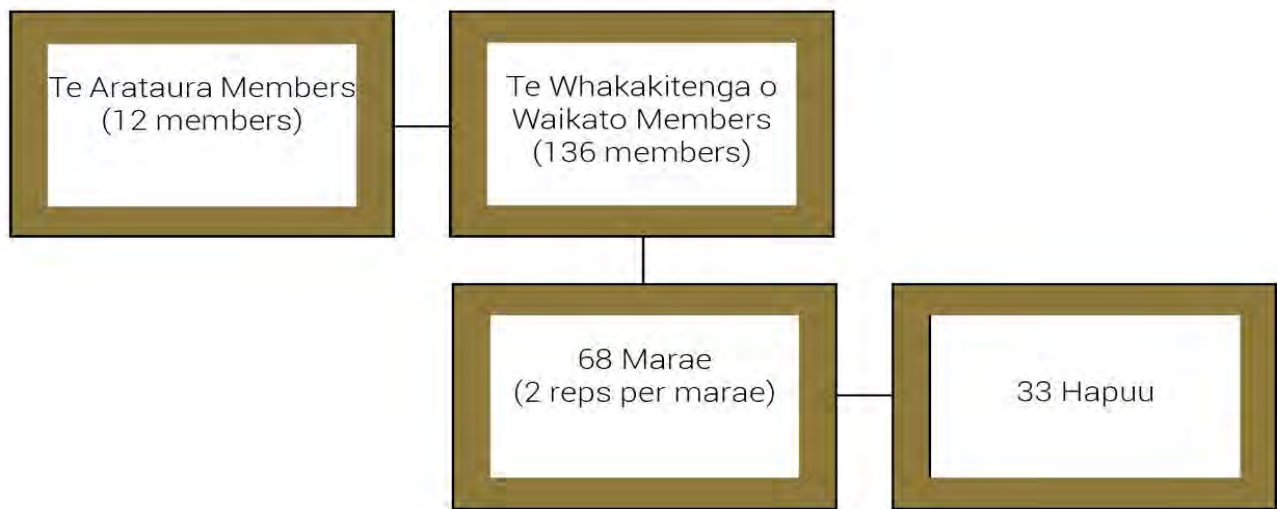 Te Arataura Members
(12 members)
Te Whakakitenga o
Waikato Members
(136 members)
68 Marae
(2 reps per marae)
33 Hapuu